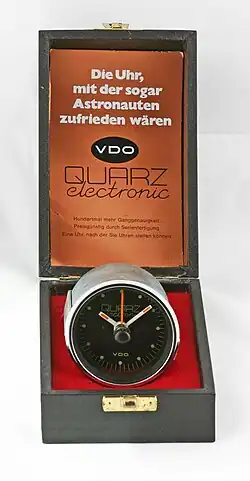 Die Uhr,
mit der sogar
Astronauten
zufrieden wären
VDO
QUARZ
electronic
Hundertmal mehr Ganggenauigkeit
Preisgünstig durch Serienfertigung
Eine Uhr nach der Sie Uhren stellen können
QUARZ
VDO